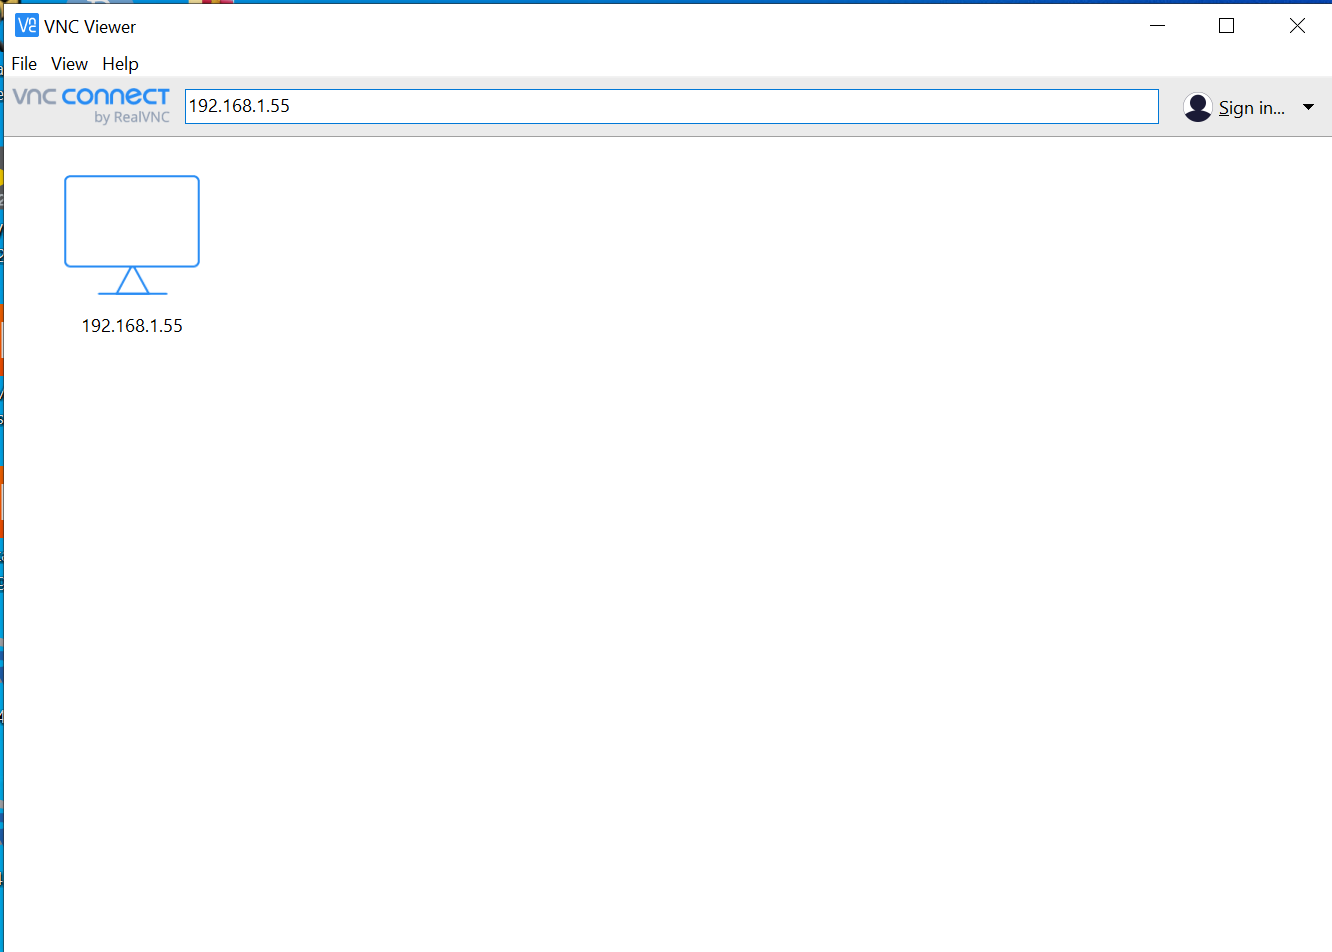 VNC Viewer
File View Help
vnc connect
by RealVNC
192.168.1.55
Sign in...
192.168.1.55